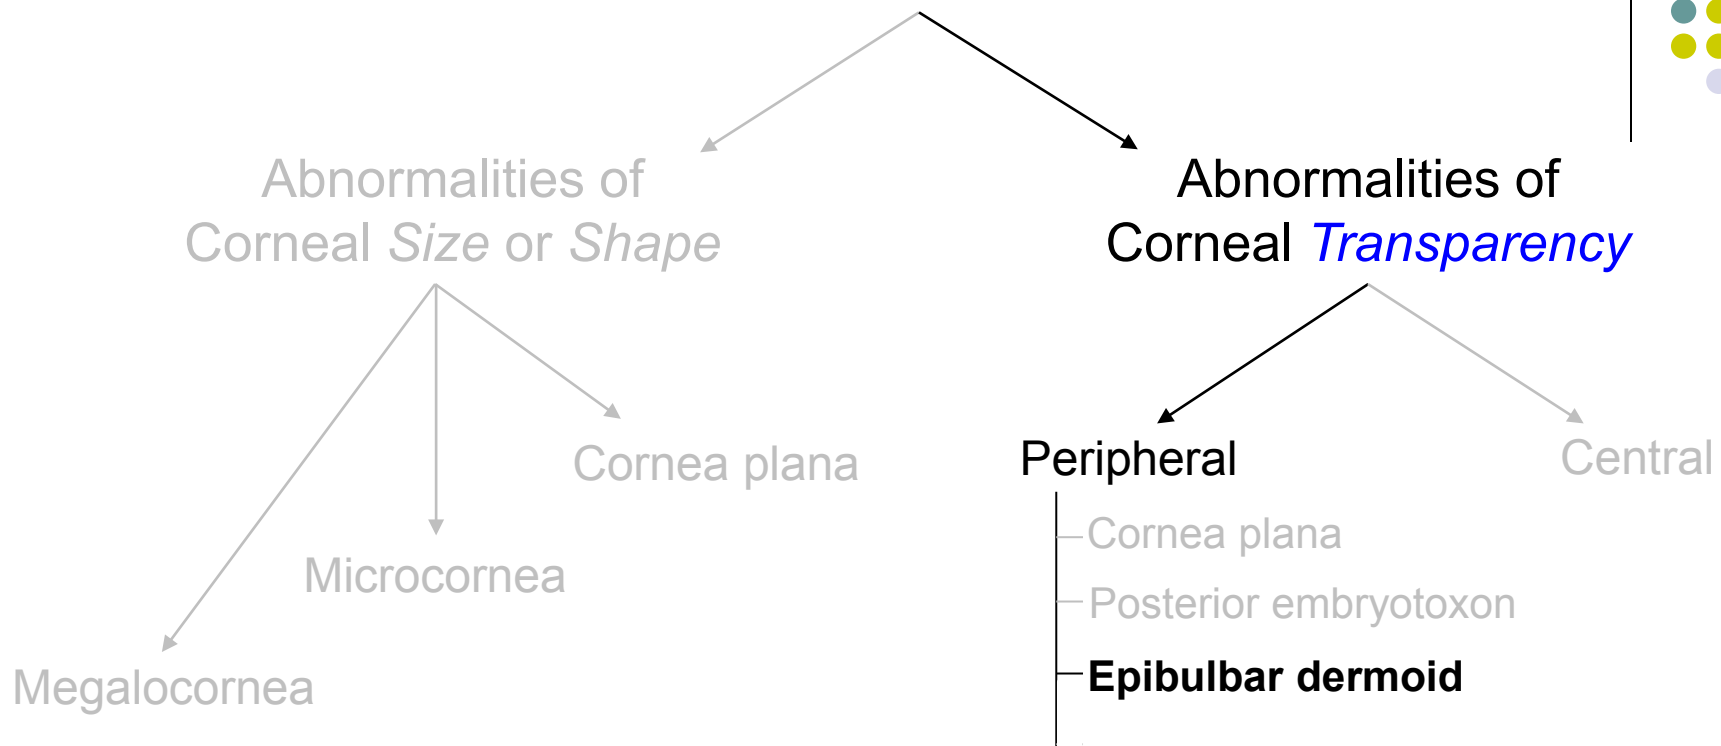 Abnormalities of
Corneal Size or Shape
Abnormalities of
Corneal Transparency
Cornea plana
Microcornea
Megalocornea
Peripheral
Central
Cornea plana
Posterior embryotoxon
Epibulbar dermoid